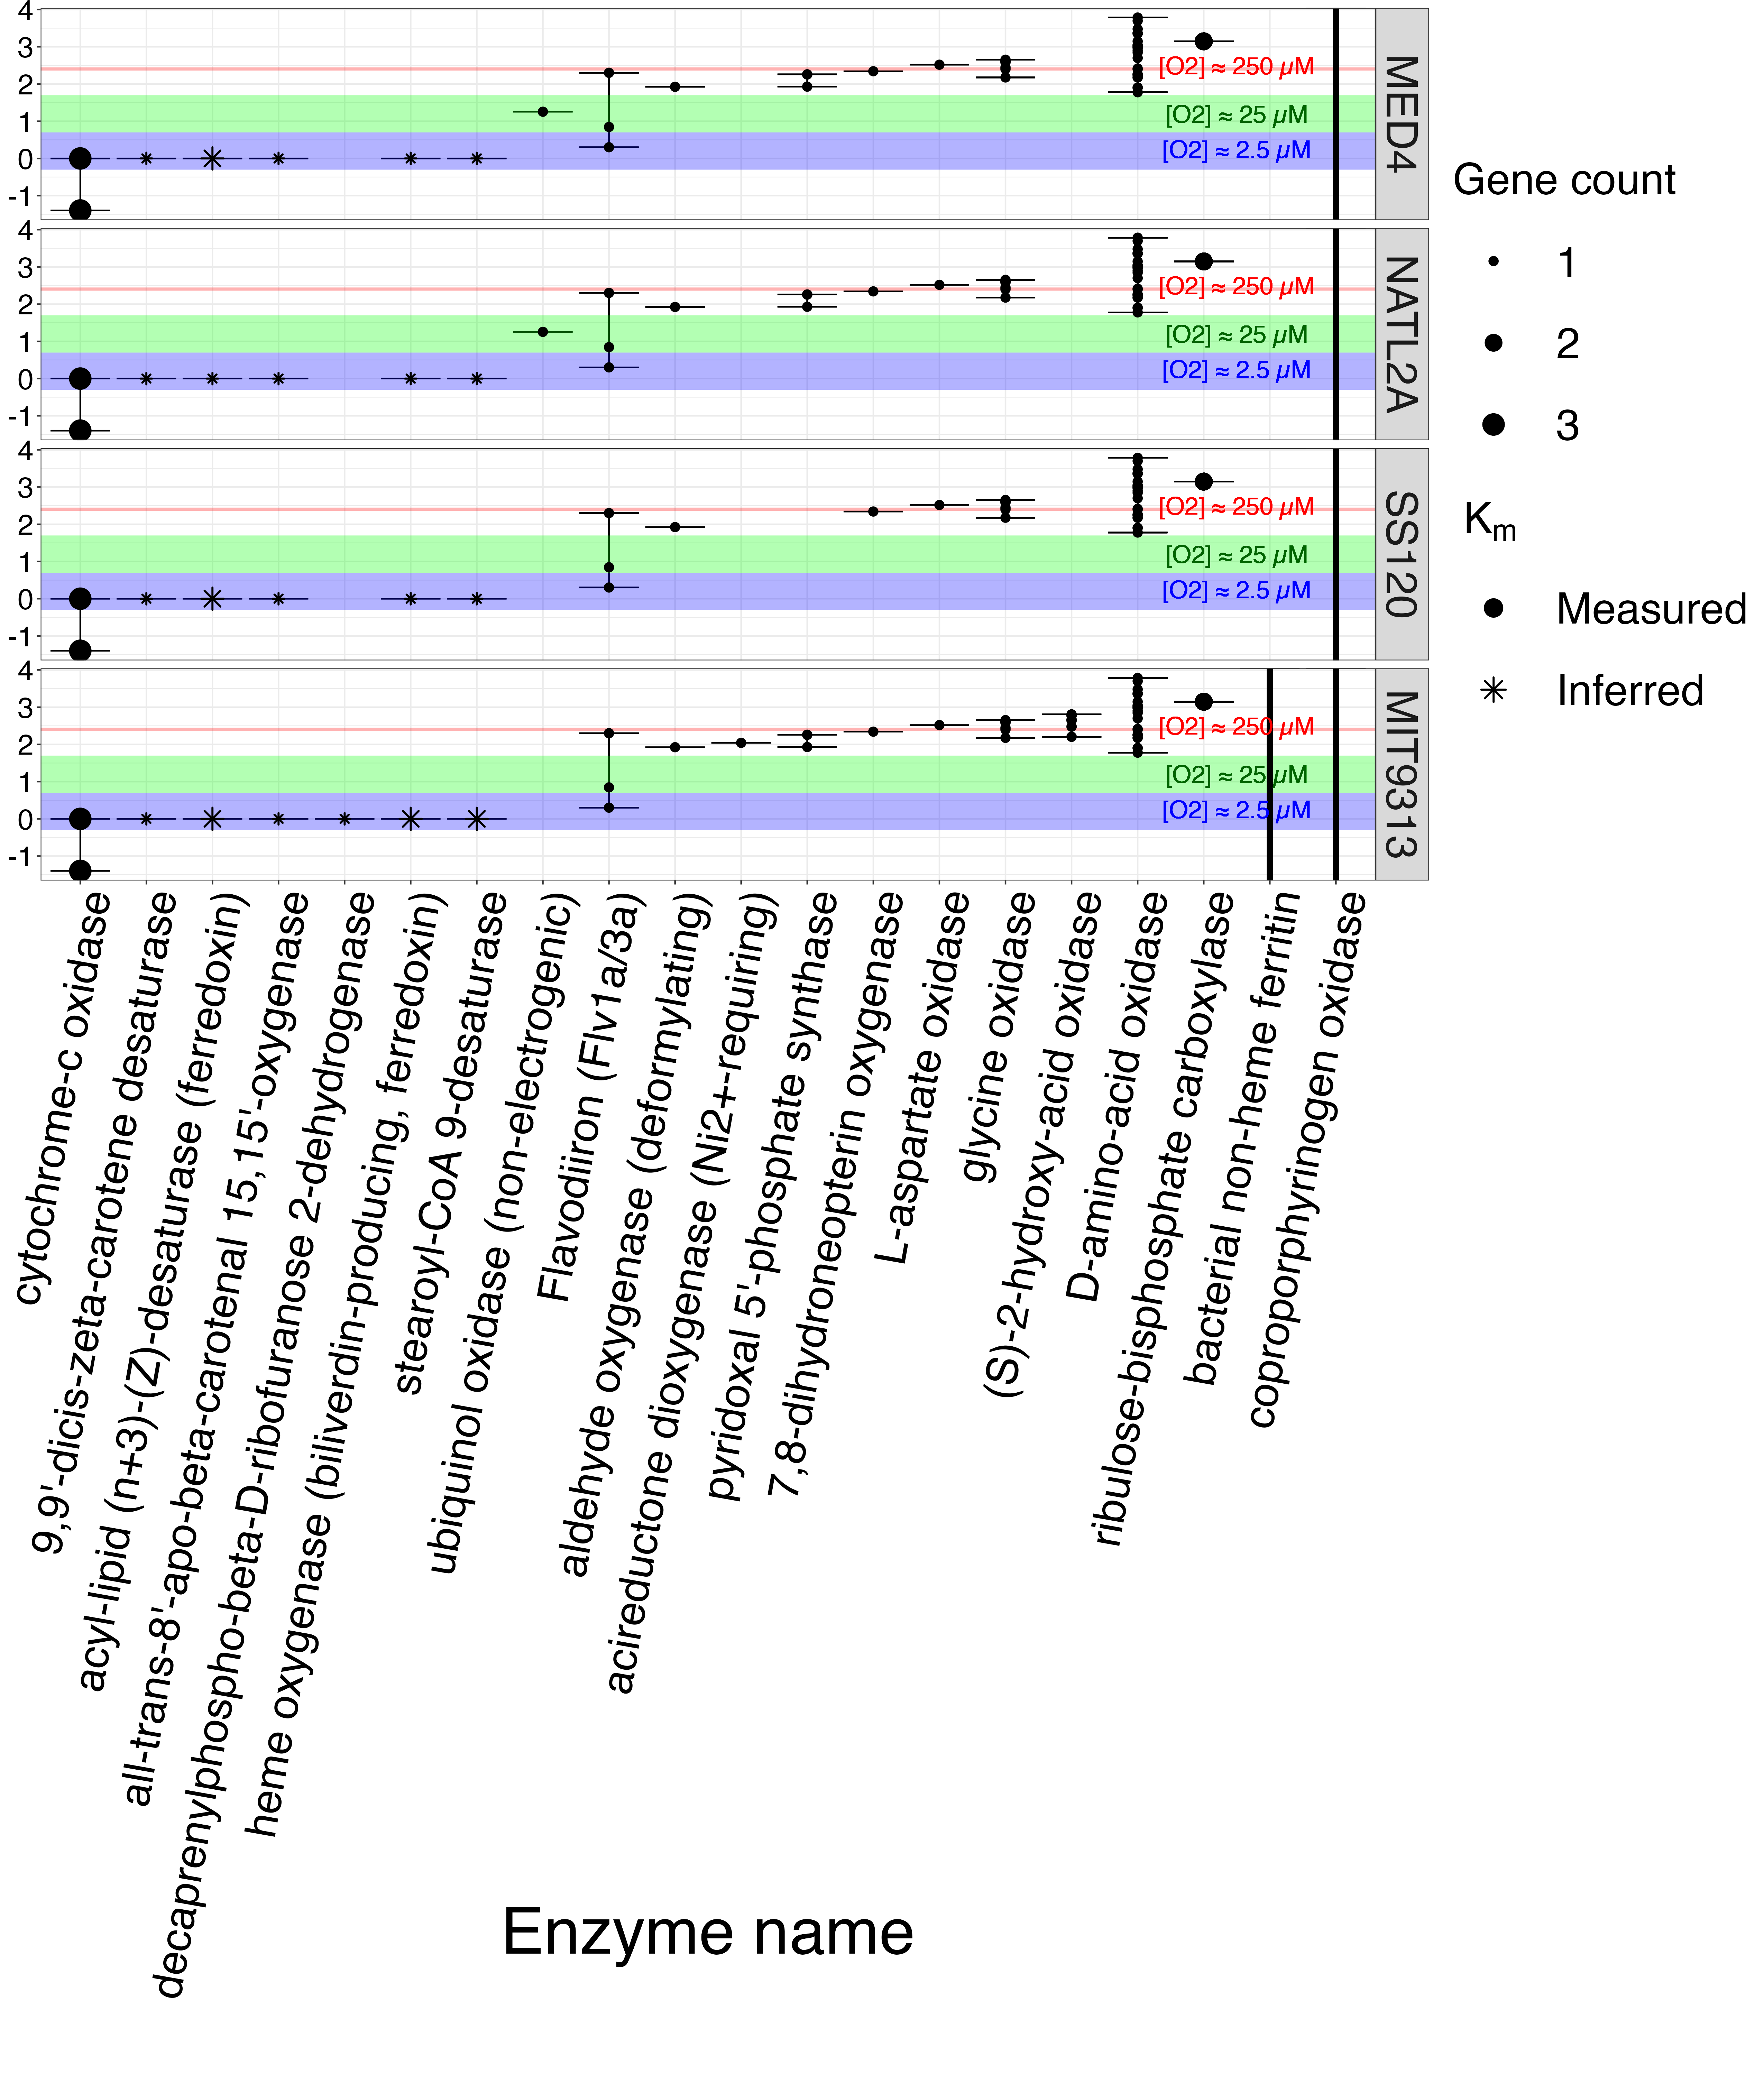 4
3
2
1
0
-1
[O2] ≈ 250 µM
[O2] ≈ 25 µM
[O2] ≈ 2.5 µM
MED4
4
3
2
1
0
-1
[O2] ≈ 250 µM
[O2] ≈ 25 µM
[O2] ≈ 2.5 µM
NATL2A
4
3
2
1
0
-1
[O2] ≈ 250 µM
[O2] ≈ 25 µM
[O2] ≈ 2.5 µM
SS120
4
3
2
1
0
-1
[O2] ≈ 250 µM
[O2] ≈ 25 µM
[O2] ≈ 2.5 µM
MIT9313
cytochrome-c oxidase
9,9'-dicis-zeta-carotene desaturase
acyl-lipid (n+3)-(Z)-desaturase (ferredoxin)
all-trans-8'-apo-beta-carotenal 15,15'-oxygenase
decaprenylphospho-beta-D-ribofuranose 2-dehydrogenase
heme oxygenase (biliverdin-producing, ferredoxin)
stearoyl-CoA 9-desaturase
ubiquinol oxidase (non-electrogenic)
Flavodiiron (Flv1a/3a)
aldehyde oxygenase (deformylating)
acireductone dioxygenase (Ni2+-requiring)
pyridoxal 5'-phosphate synthase
7,8-dihydroneopterin oxygenase
L-aspartate oxidase
glycine oxidase
(S)-2-hydroxy-acid oxidase
D-amino-acid oxidase
ribulose-bisphosphate carboxylase
bacterial non-heme ferritin
coproporphyrinogen oxidase
Enzyme name
Gene count
1
2
3
Km
Measured
Inferred